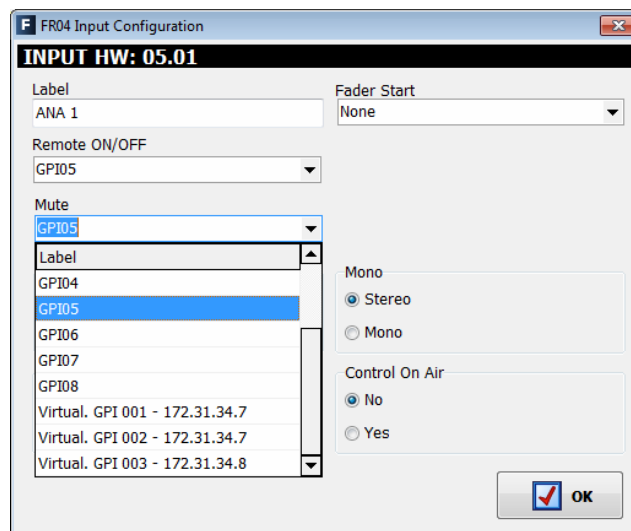 F FR04 Input Configuration
INPUT HW: 05.01
Label
ANA 1
Fader Start
None
Remote ON/OFF
GPI05
Mute
GPI05
Label
GPI04
GPI05
GPI06
GPI07
GPI08
Virtual. GPI 001 - 172.31.34.7
Virtual. GPI 002 - 172.31.34.7
Virtual. GPI 003 - 172.31.34.8
Mono
Stereo
Mono
Control On Air
No
Yes
OK